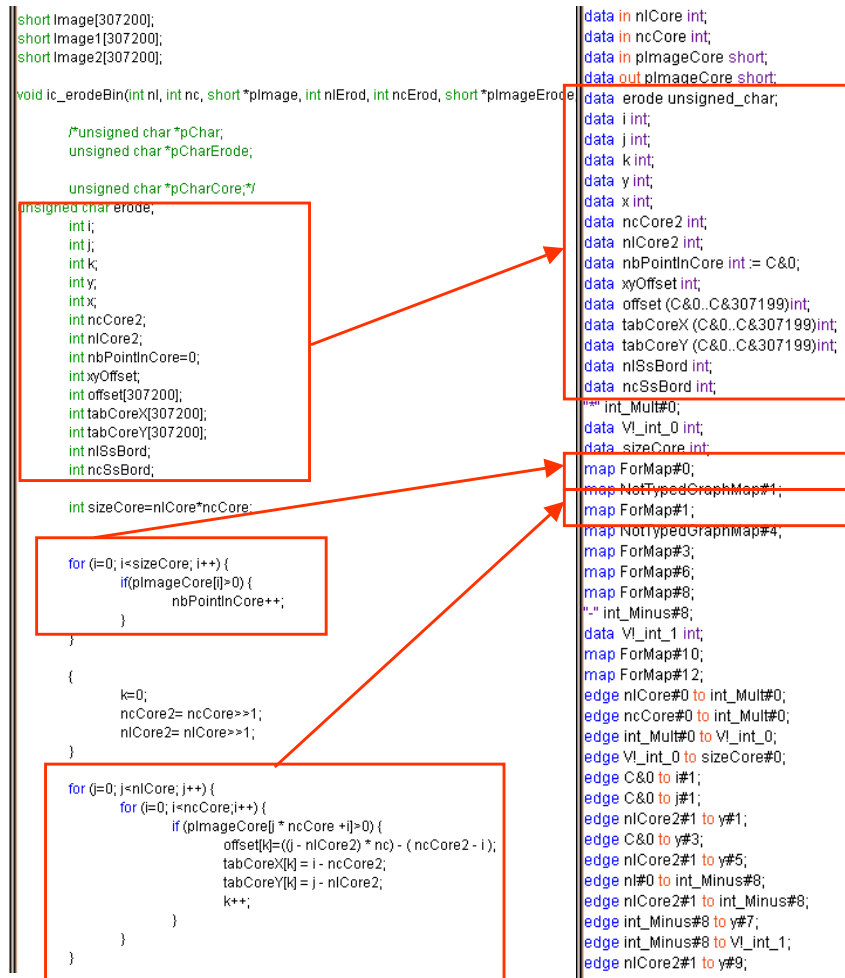 short Image[307200];
short Image1[307200];
short Image2[307200];
void ic_erodeBin(int nl, int nc, short *pImage, int nlErod, int ncErod, short *pImageErode,
/*unsigned char *pChar;
unsigned char *pCharErode;
unsigned char *pCharCore;*/
unsigned char erode;
int i;
int j;
int k;
int y;
int x;
int ncCore2;
int nlCore2;
int nbPointInCore=0;
int xyOffset;
int offset[307200];
int tabCoreX[307200];
int tabCoreY[307200];
int nlSsBord;
int ncSsBord;
int sizeCore=nlCore*ncCore;
for (i=0; i<sizeCore; i++) {
if(pImageCore[i]>0) {
nbPointInCore++;
}
}
{
k=0;
ncCore2= ncCore>>1;
nlCore2= nlCore>>1;
}
for (j=0; j<nlCore; j++) {
for (i=0; i<ncCore;i++) {
if (pImageCore[j * ncCore +i]>0) {
offset[k]=((j - nlCore2) * nc) - ( ncCore2 - i );
tabCoreX[k] = i - ncCore2;
tabCoreY[k] = j - nlCore2;
k++;
}
}
}
data in nlCore int;
data in ncCore int;
data in pImageCore short;
data out pImageCore short;
data erode unsigned_char;
data i int;
data j int;
data k int;
data y int;
data x int;
data ncCore2 int;
data nlCore2 int;
data nbPointInCore int := C&0;
data xyOffset int;
data offset (C&0..C&307199)int;
data tabCoreX (C&0..C&307199)int;
data tabCoreY (C&0..C&307199)int;
data nlSsBord int;
data ncSsBord int;
"*" int_Mult#0;
data V!_int_0 int;
data sizeCore int;
map ForMap#0;
map NotTypedGraphMap#1;
map ForMap#1;
map NotTypedGraphMap#4;
map ForMap#3;
map ForMap#6;
map ForMap#8;
"-" int_Minus#8;
data V!_int_1 int;
map ForMap#10;
map ForMap#12;
edge nlCore#0 to int_Mult#0;
edge ncCore#0 to int_Mult#0;
edge int_Mult#0 to V!_int_0;
edge V!_int_0 to sizeCore#0;
edge C&0 to i#1;
edge C&0 to j#1;
edge nlCore2#1 to y#1;
edge C&0 to y#3;
edge nlCore2#1 to y#5;
edge nl#0 to int_Minus#8;
edge nlCore2#1 to int_Minus#8;
edge int_Minus#8 to y#7;
edge int_Minus#8 to V!_int_1;
edge nlCore2#1 to y#9;